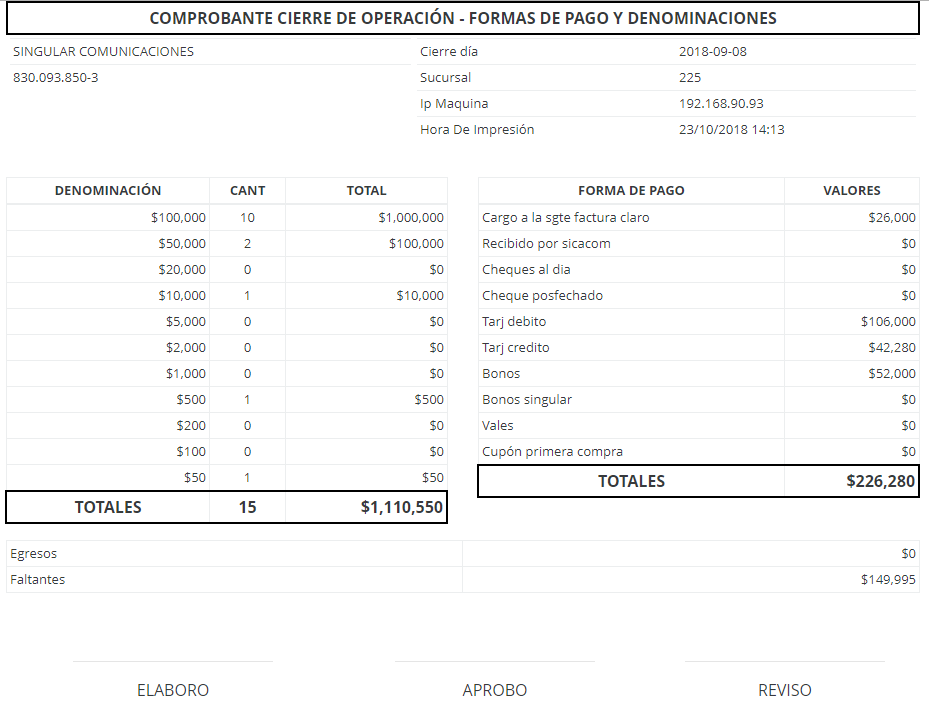 COMPROBANTE CIERRE DE OPERACIÓN - FORMAS DE PAGO Y DENOMINACIONES
SINGULAR COMUNICACIONES
830.093.850-3
Cierre día 2018-09-08
Sucursal 225
Ip Maquina 192.168.90.93
Hora De Impresión 23/10/2018 14:13
DENOMINACIÓN CANT TOTAL
$100,000 10 $1,000,000
$50,000 2 $100,000
$20,000 0 $0
$10,000 1 $10,000
$5,000 0 $0
$2,000 0 $0
$1,000 0 $0
$500 1 $500
$200 0 $0
$100 0 $0
$50 1 $50
TOTALES 15 $1,110,550
FORMA DE PAGO VALORES
Cargo a la sgte factura claro $26,000
Recibido por sicacom $0
Cheques al dia $0
Cheque posfechado $0
Tarj debito $106,000
Tarj credito $42,280
Bonos $52,000
Bonos singular $0
Vales $0
Cupón primera compra $0
TOTALES $226,280
Egresos $0
Faltantes $149,995
ELABORO APROBO REVISO